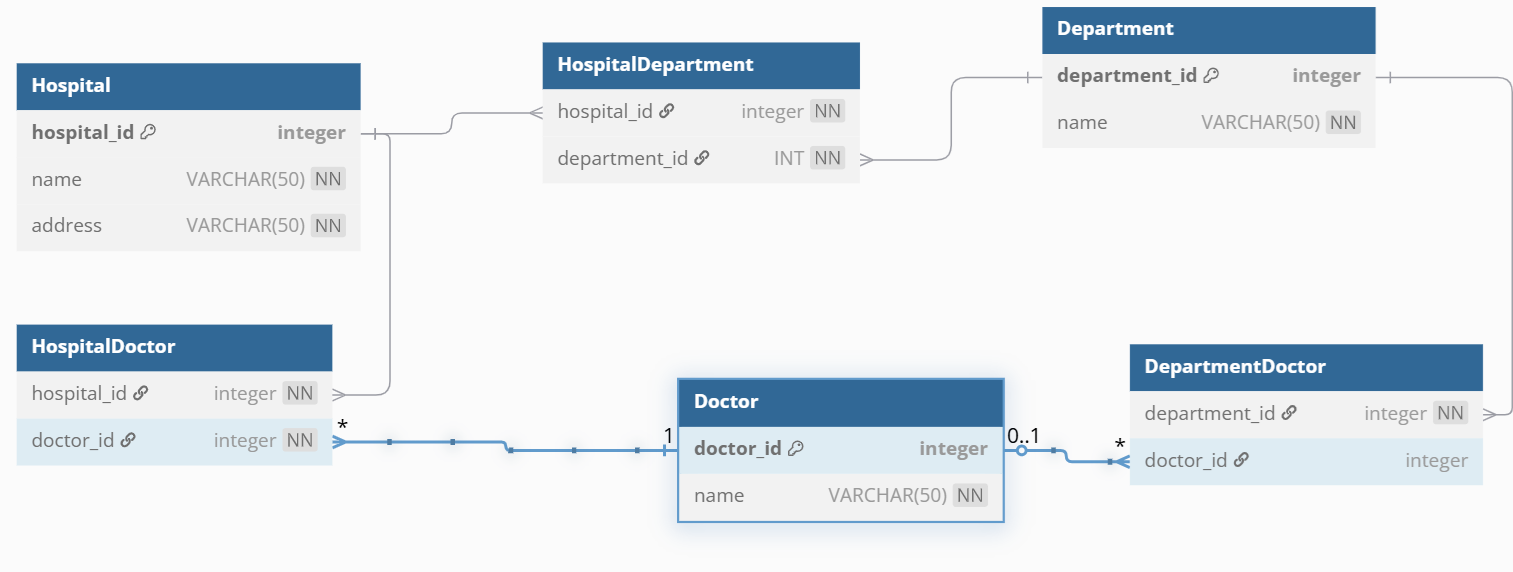 Hospital
hospital_id integer
name VARCHAR(50) NN
address VARCHAR(50) NN
HospitalDepartment
hospital_id integer NN
department_id INT NN
Department
department_id integer
name VARCHAR(50) NN
HospitalDoctor
hospital_id integer NN
doctor_id integer NN
*
1
Doctor
doctor_id integer
name VARCHAR(50) NN
0..1
*
DepartmentDoctor
department_id integer NN
doctor_id integer